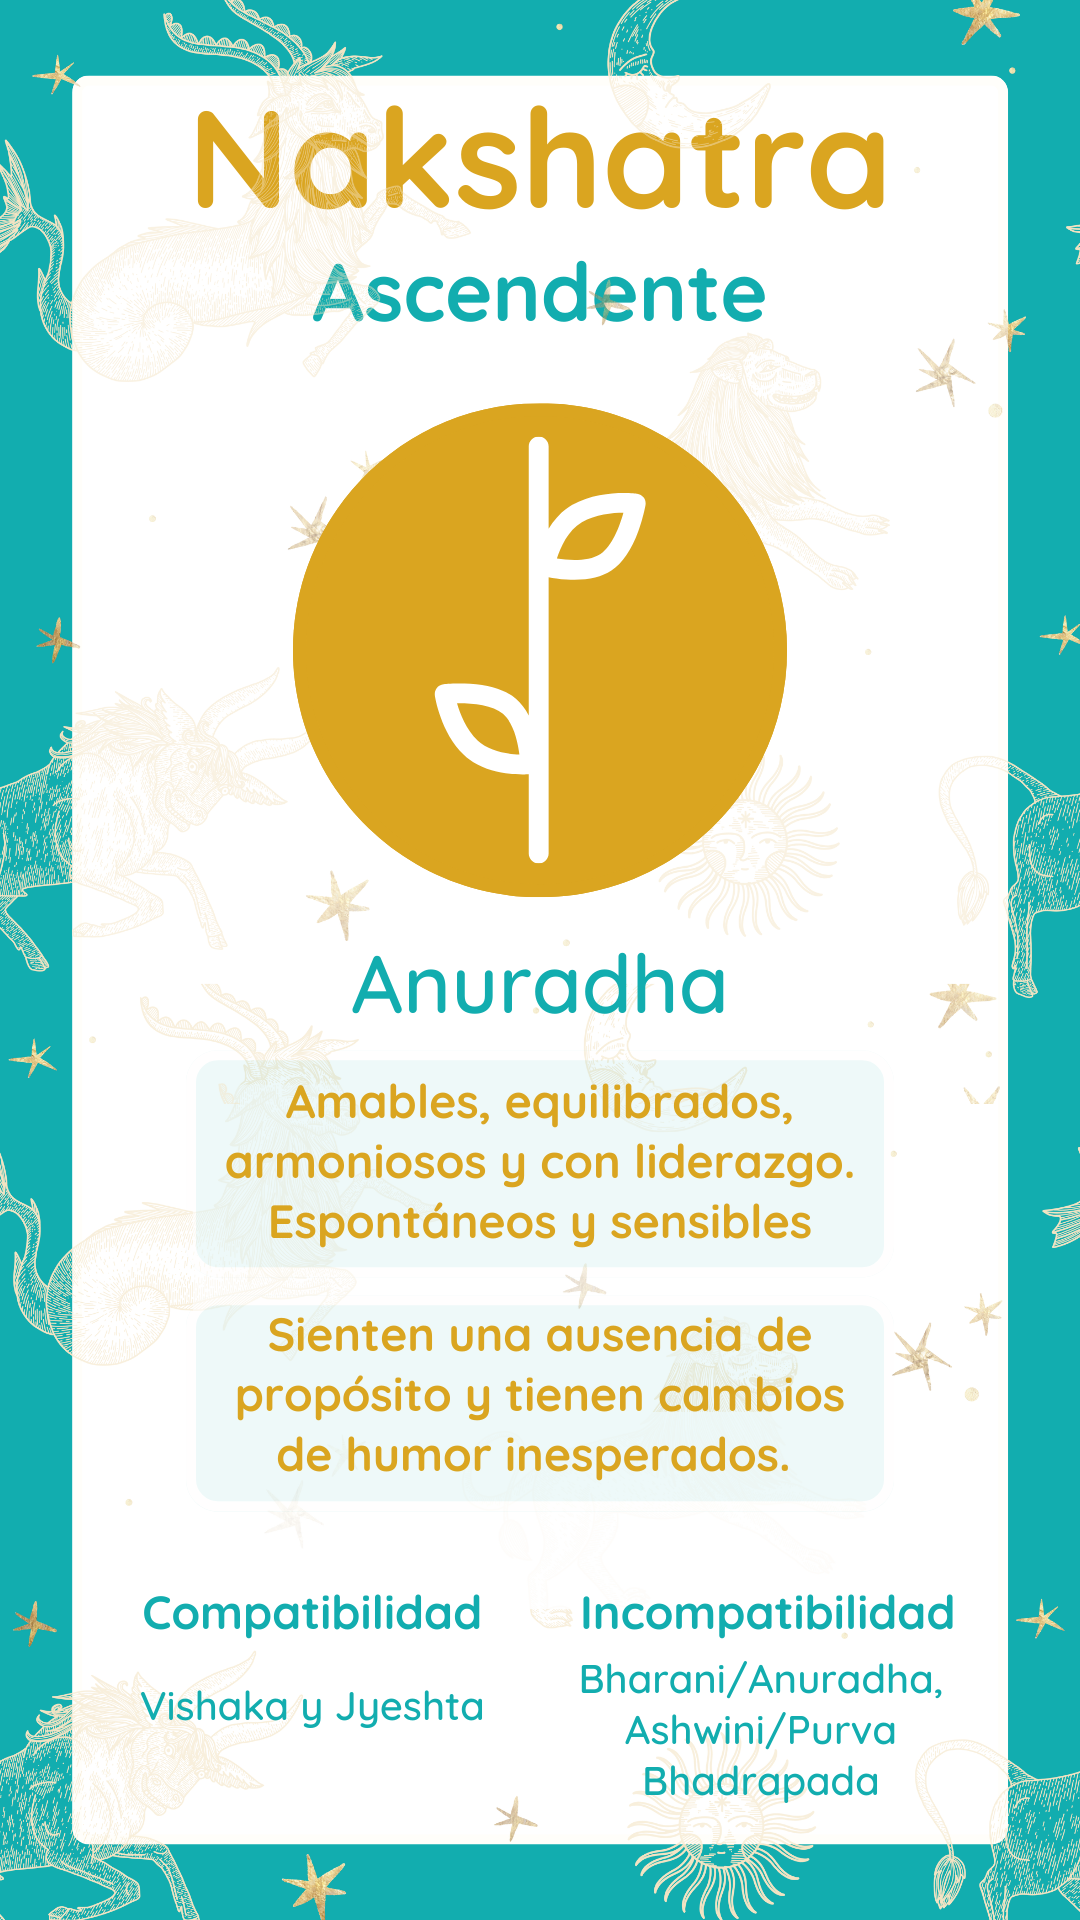 Nakshatra
Ascendente
Anuradha
Amables, equilibrados,
armoniosos y con liderazgo.
Espontáneos y sensibles
Sienten una ausencia de
propósito y tienen cambios
de humor inesperados.
Compatibilidad
Vishaka y Jyeshta
Incompatibilidad
Bharani/Anuradha,
Ashwini/Purva
Bhadrapada